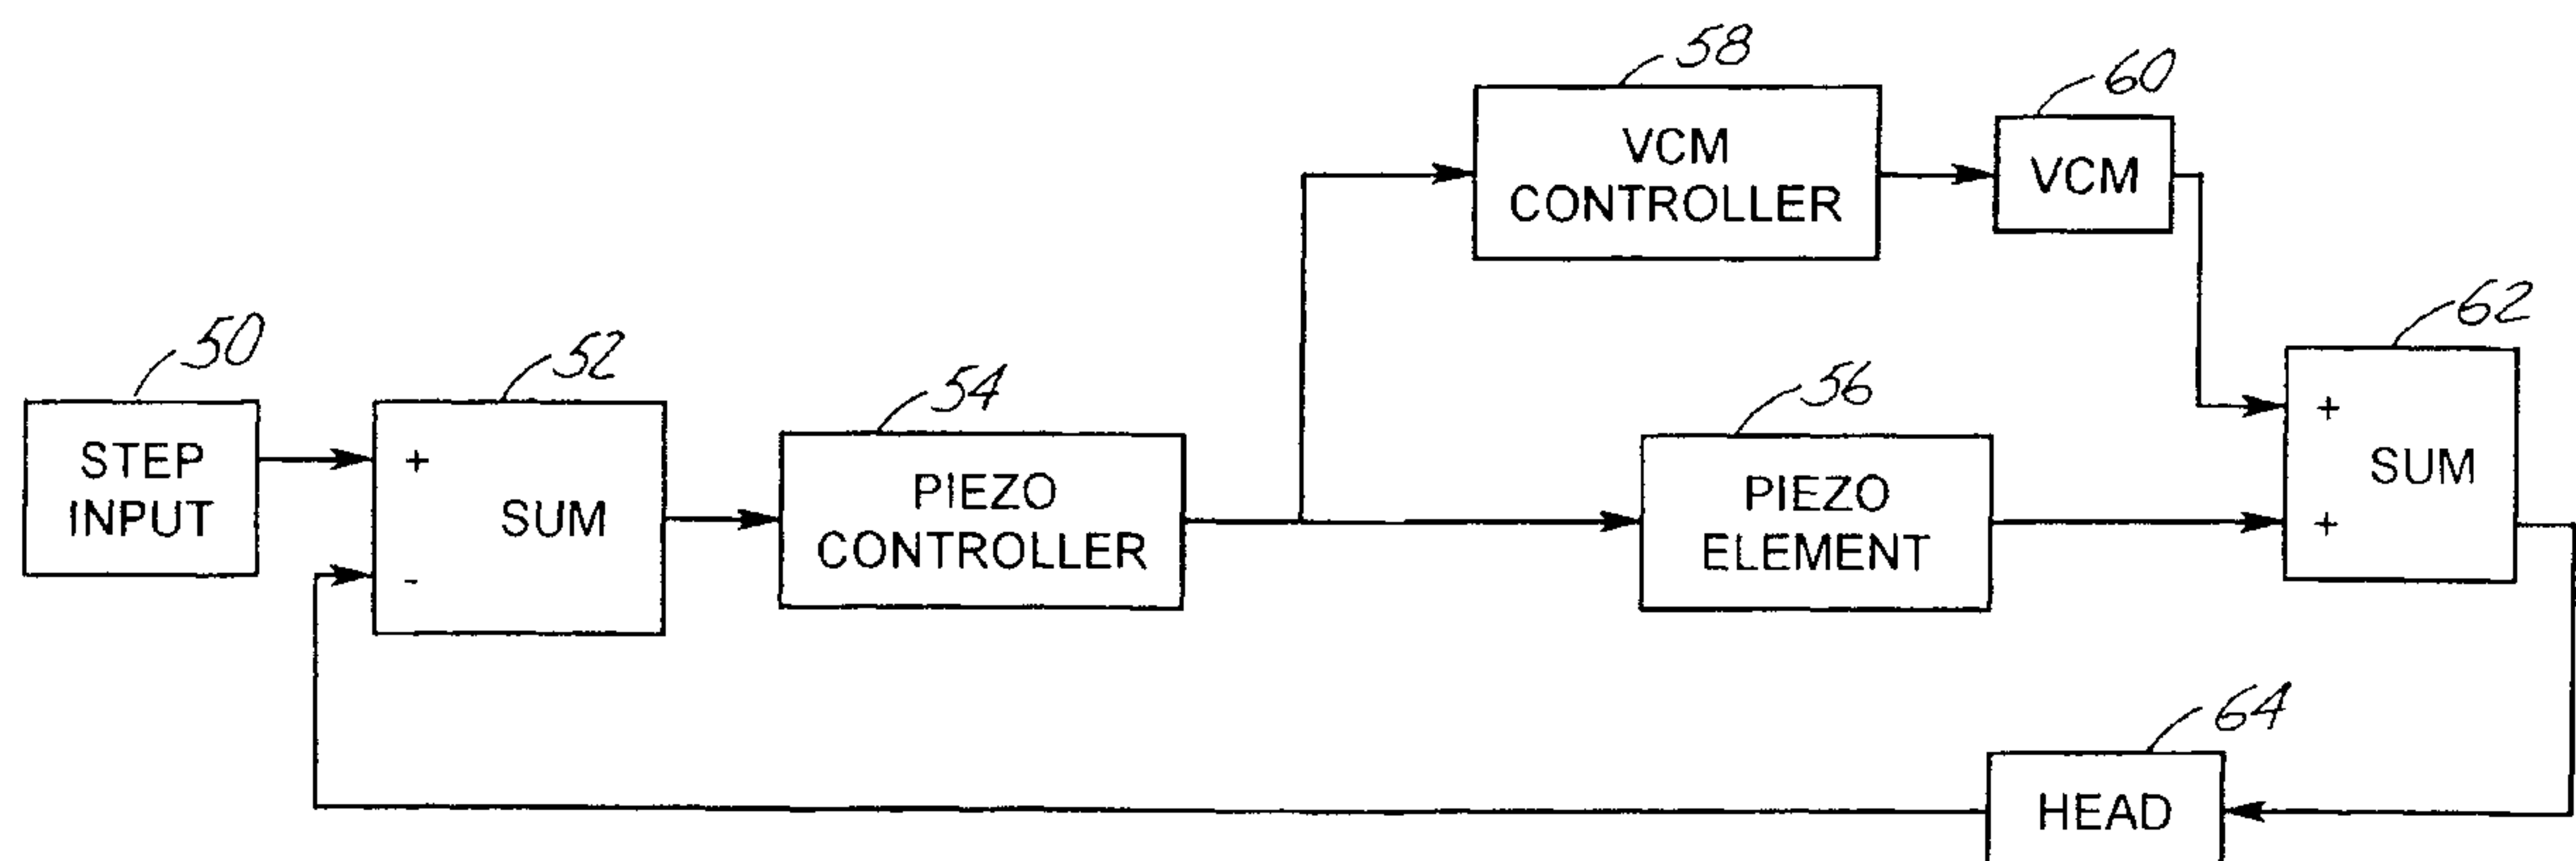 58
60
VCM
CONTROLLER
VCM
50
52
54
56
62
STEP
INPUT
+
SUM
-
PIEZO
CONTROLLER
PIEZO
ELEMENT
+
SUM
+
64
HEAD